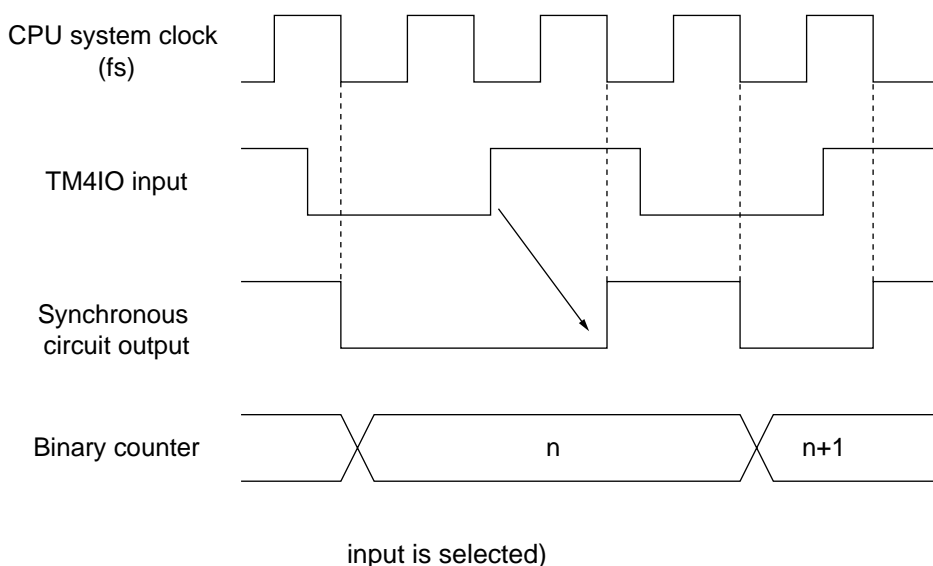 CPU system clock
(fs)
TM4IO input
Synchronous
circuit output
Binary counter
n
n+1
input is selected)